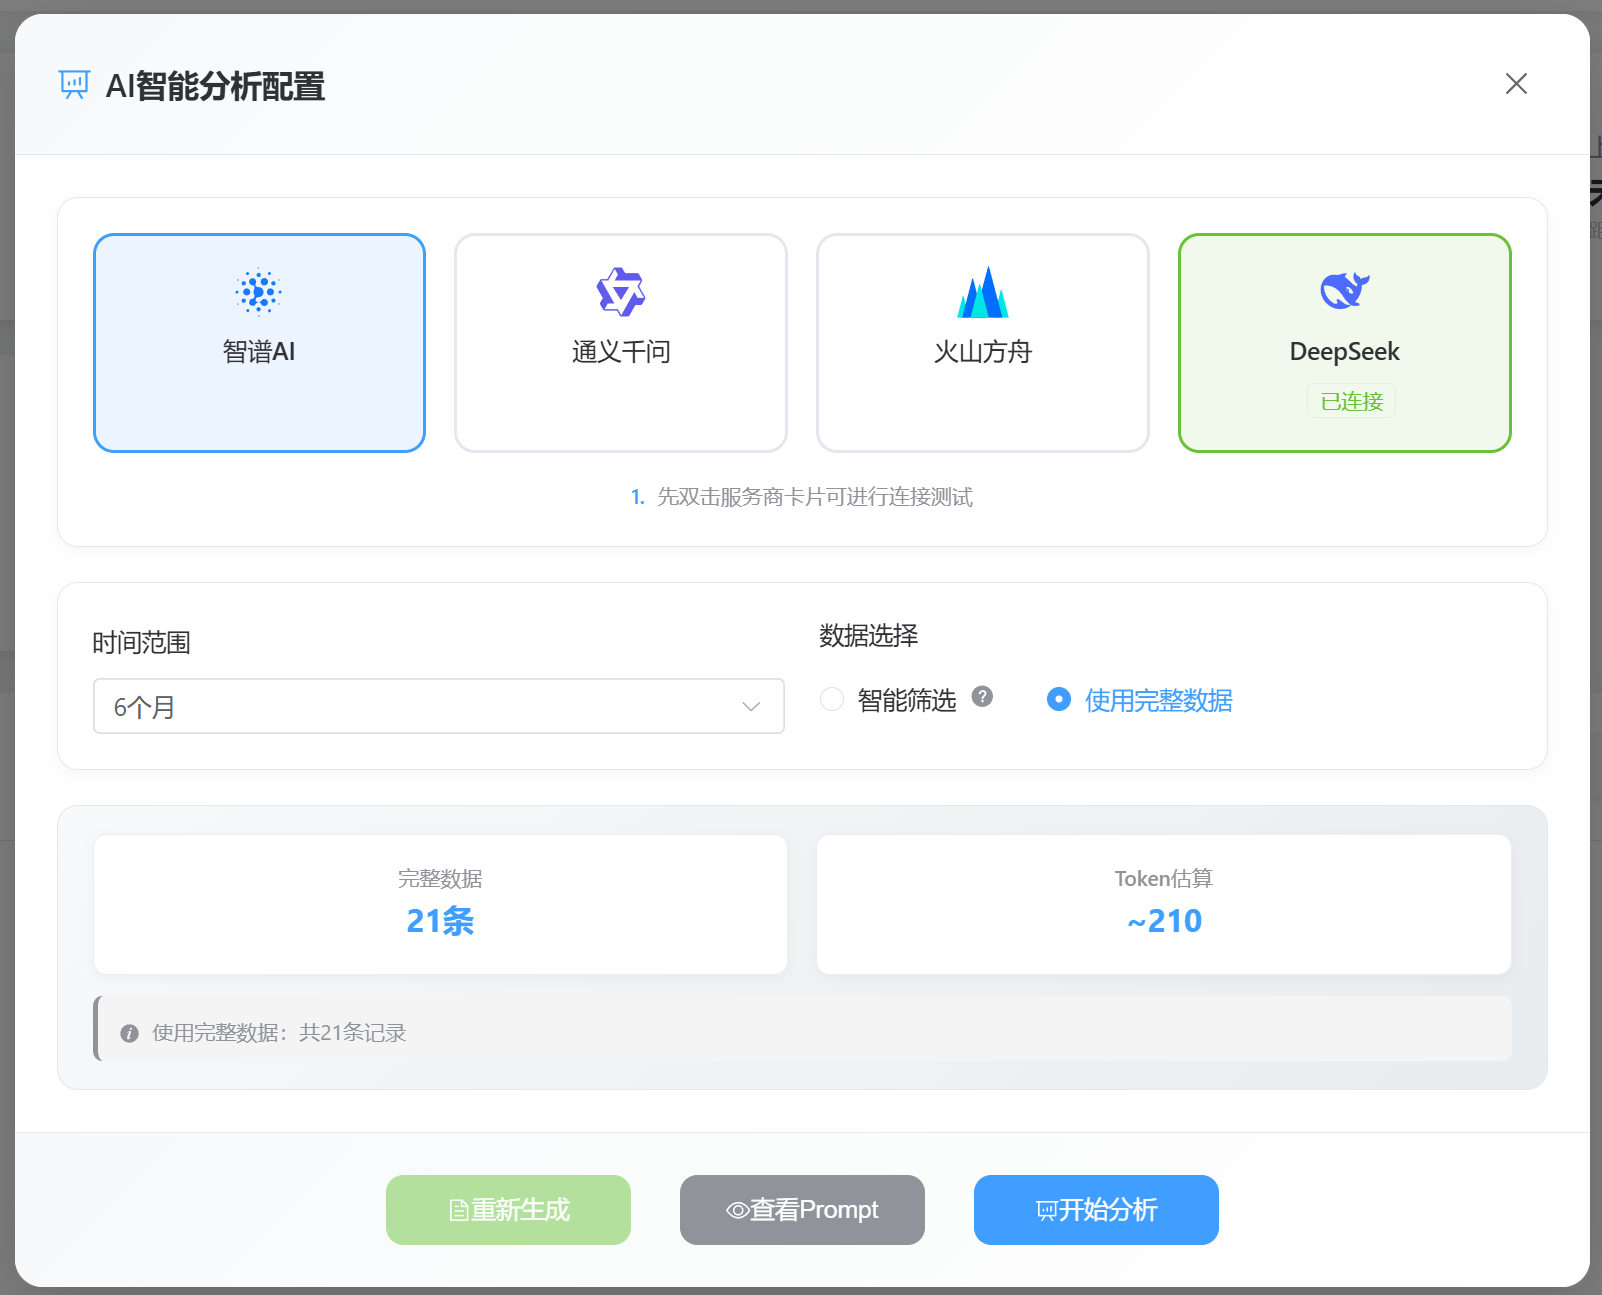 AI智能分析配置
智谱AI
通义千问
火山方舟
DeepSeek
已连接
1. 先双击服务商卡片可进行连接测试
时间范围
6个月
数据选择
智能筛选
使用完整数据
完整数据
21条
Token估算
~210
使用完整数据：共21条记录
重新生成
查看Prompt
开始分析